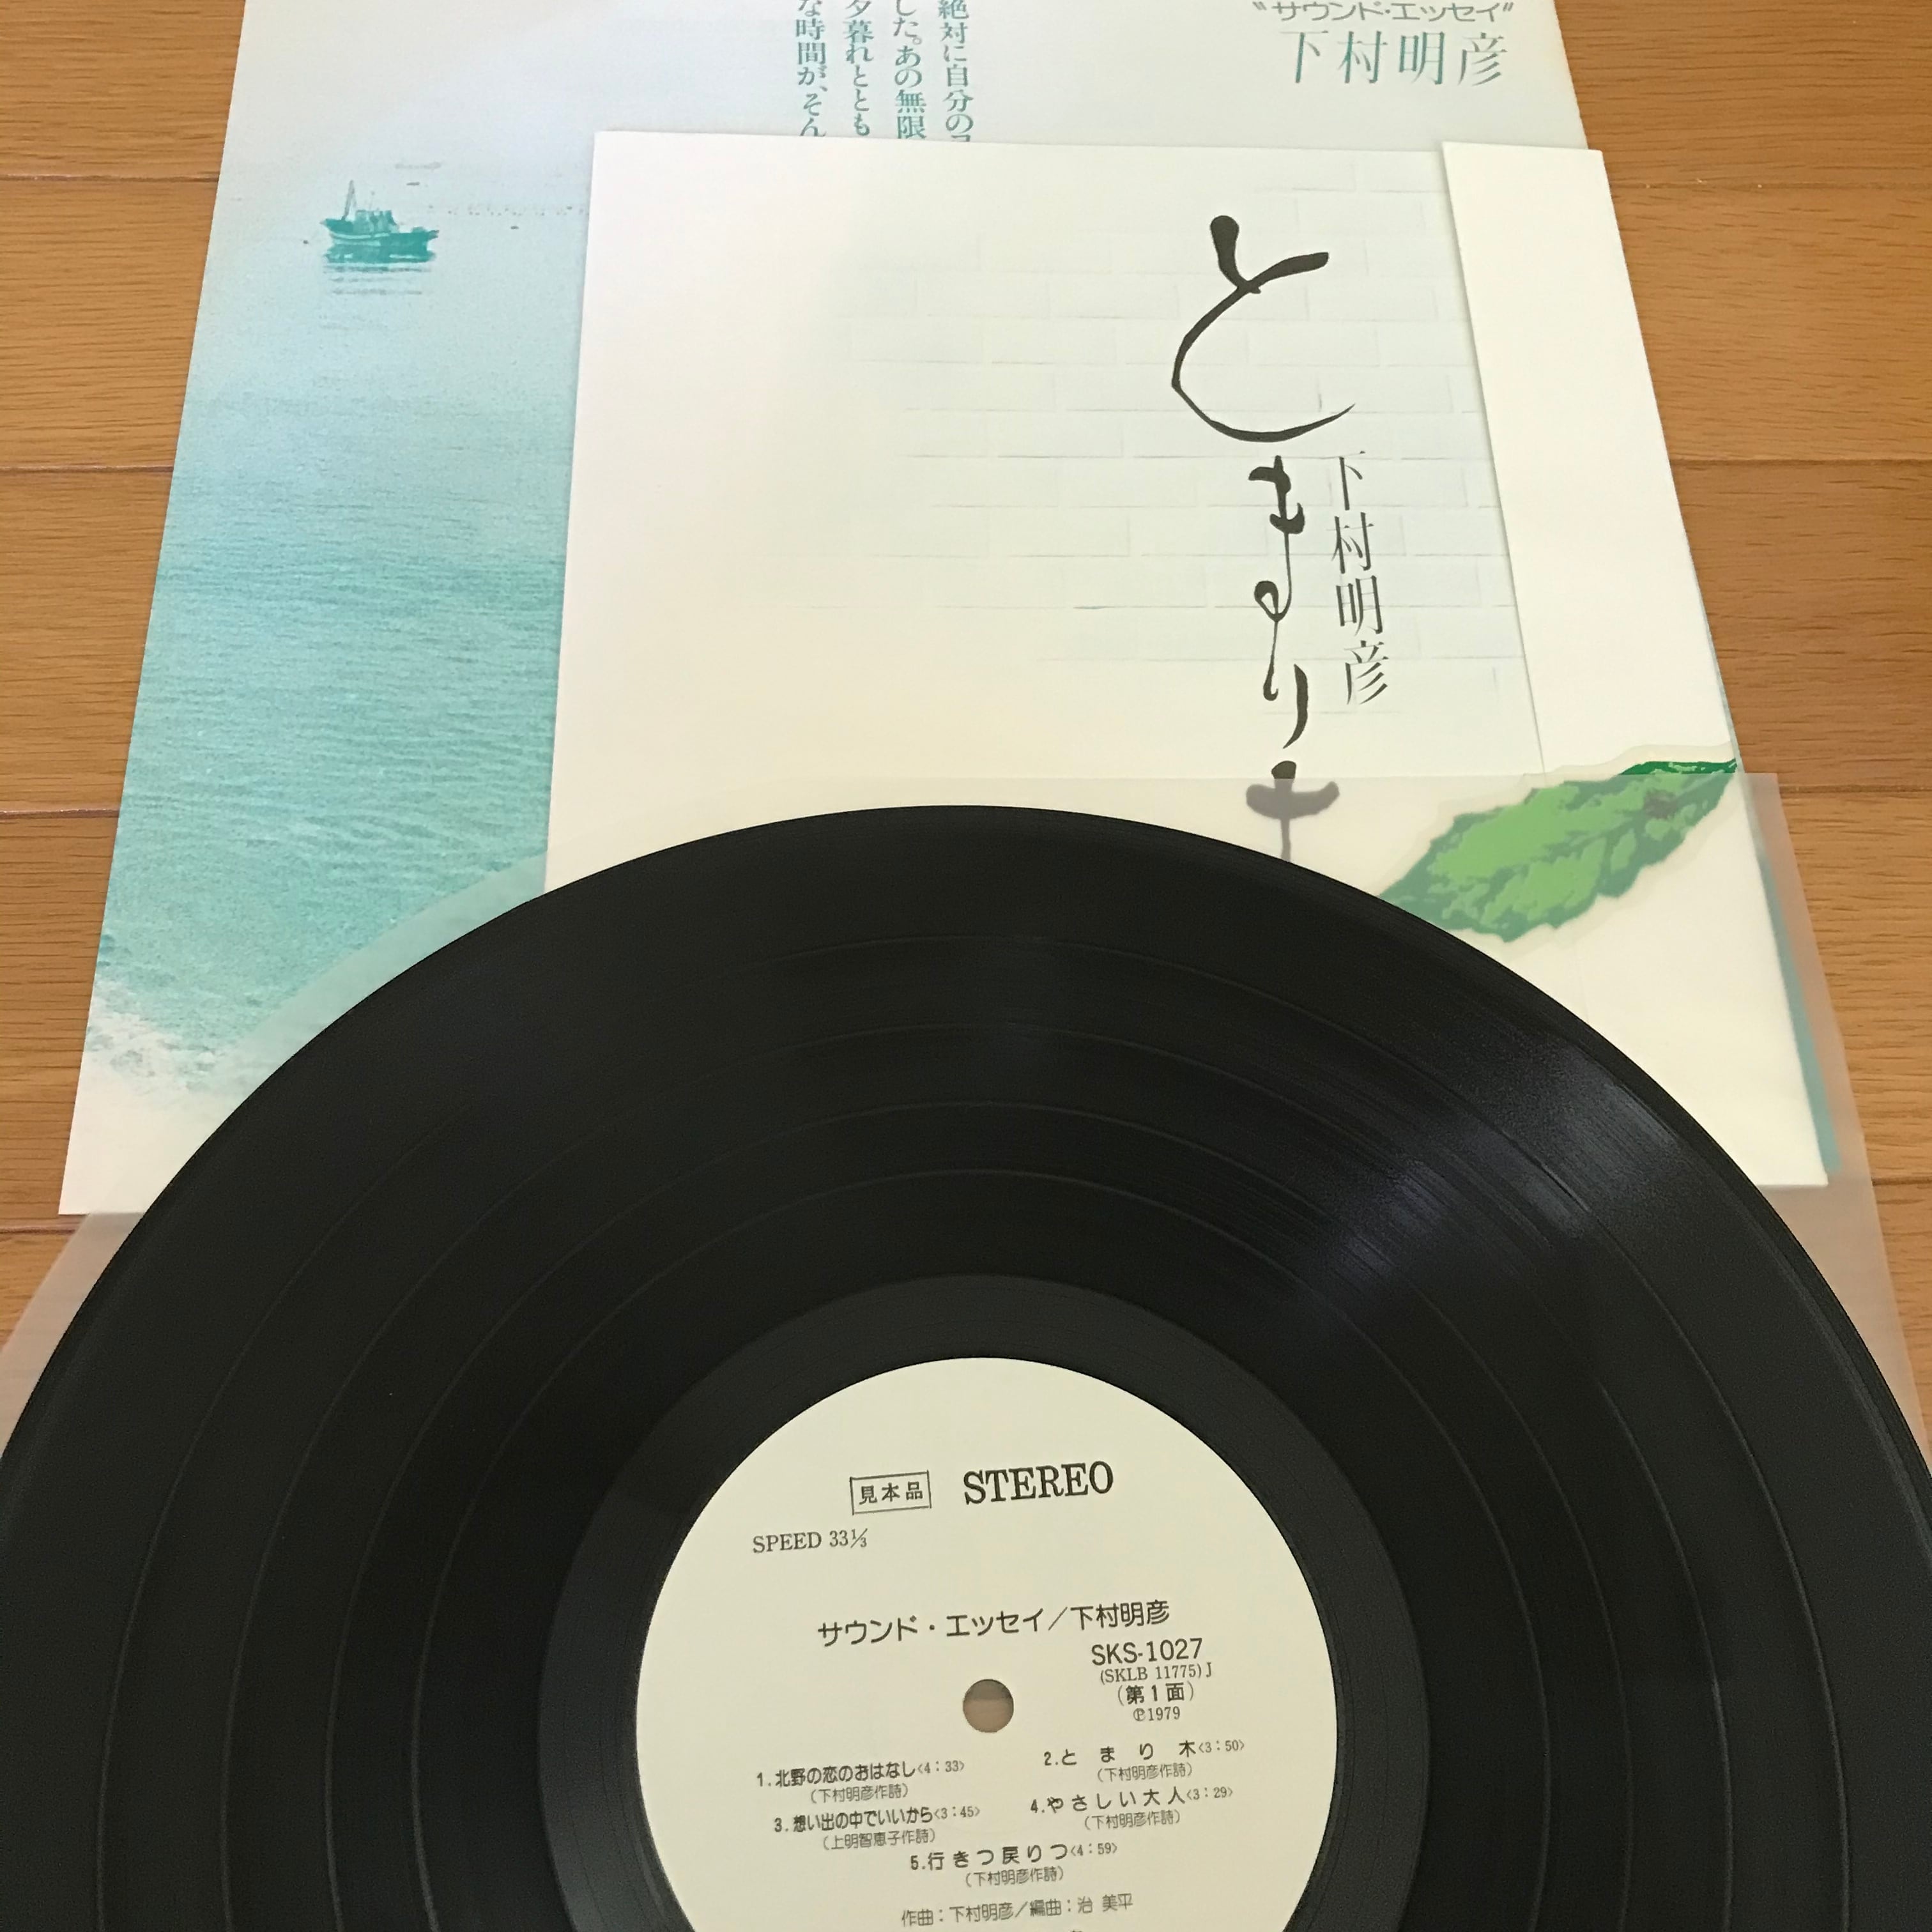 “サウンド・エッセイ”
下村明彦
絶対に自分の
した。あの無限
夕暮れととも
な時間が、そん
とまり木
下村明彦
見本品 STEREO
SPEED 33⅓
サウンド・エッセイ／下村明彦
SKS-1027
(SKLB 11775) J
(第1面)
℗1979
1.北野の恋のおはなし<4:33>
(下村明彦作詩)
2.とまり木<3:50>
(下村明彦作詩)
3.想い出の中でいいから<3:45>
(上明智恵子作詩)
4.やさしい大人<3:29>
(下村明彦作詩)
5.行きつ戻りつ<4:59>
(下村明彦作詩)
作曲：下村明彦／編曲：治 美平